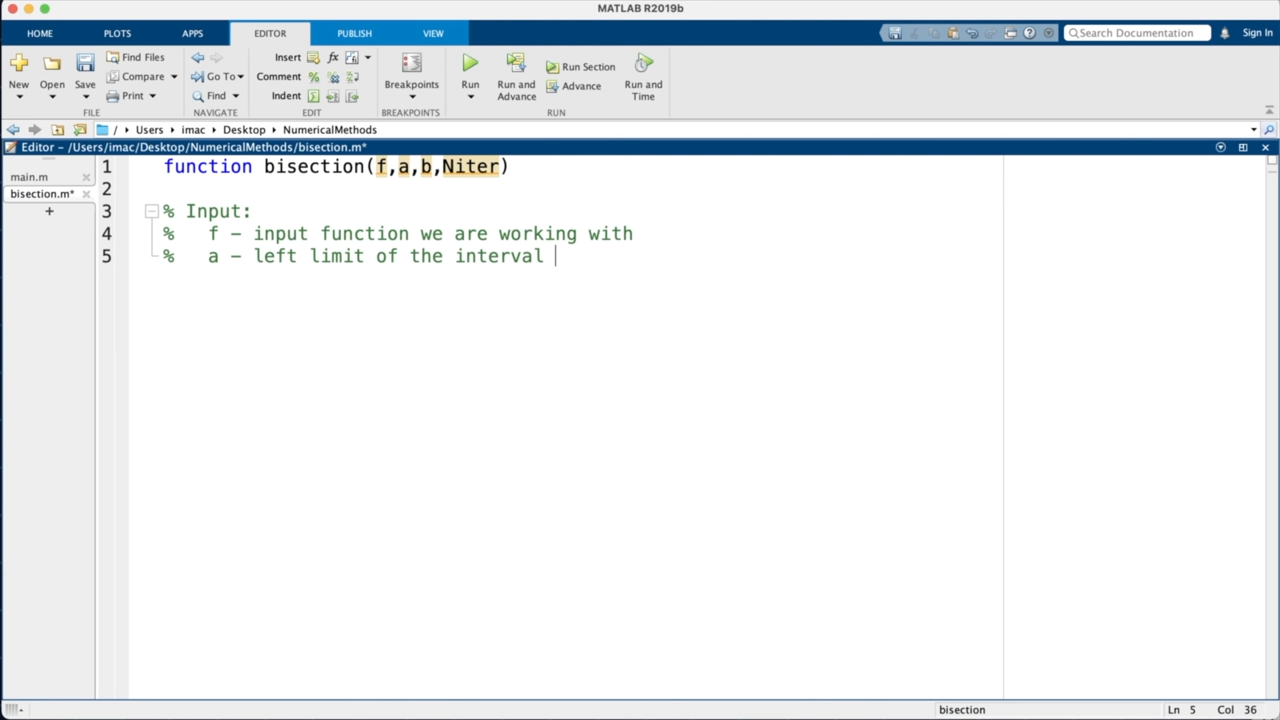 MATLAB R2019b
HOME PLOTS APPS EDITOR PUBLISH VIEW Search Documentation Sign In
New Open Save Find Files Compare Print
Go To Find
Insert fx
Comment
Indent
Breakpoints Run Run and Advance Run Section Advance Run and Time
FILE NAVIGATE EDIT BREAKPOINTS RUN
/ Users imac Desktop NumericalMethods
Editor – /Users/imac/Desktop/NumericalMethods/bisection.m*
main.m
bisection.m*
+
1 function bisection(f,a,b,Niter)
2
3 % Input:
4 % f – input function we are working with
5 % a – left limit of the interval
bisection Ln 5 Col 36